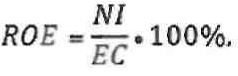 ROE = NI/EC • 100%.